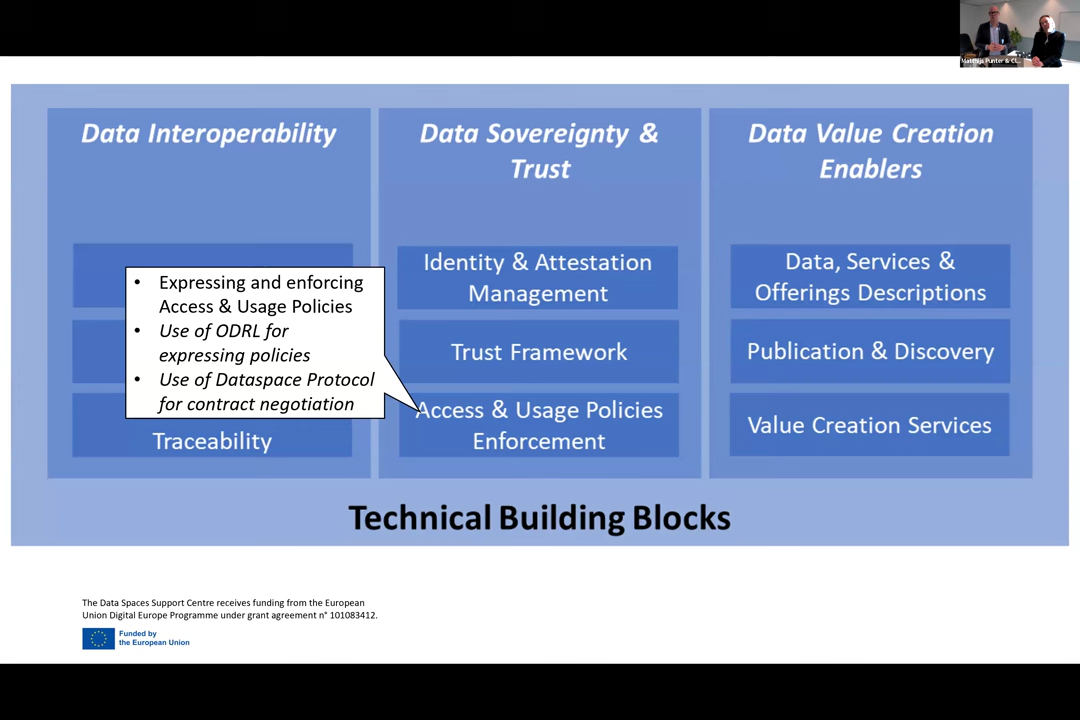 Matthijs Punter & Cl...
Data Interoperability
Data Sovereignty &
Trust
Data Value Creation
Enablers
• Expressing and enforcing
Access & Usage Policies
• Use of ODRL for
expressing policies
• Use of Dataspace Protocol
for contract negotiation
Traceability
Identity & Attestation
Management
Trust Framework
Access & Usage Policies
Enforcement
Data, Services &
Offerings Descriptions
Publication & Discovery
Value Creation Services
Technical Building Blocks
The Data Spaces Support Centre receives funding from the European
Union Digital Europe Programme under grant agreement n° 101083412.
Funded by
the European Union